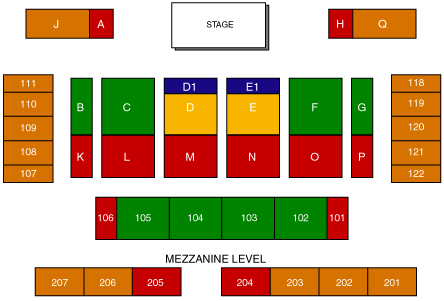 J A STAGE H Q
111 D1 E1 118
110 B C D E F G 119
109 120
108 K L M N O P 121
107 122
106 105 104 103 102 101
MEZZANINE LEVEL
207 206 205 204 203 202 201